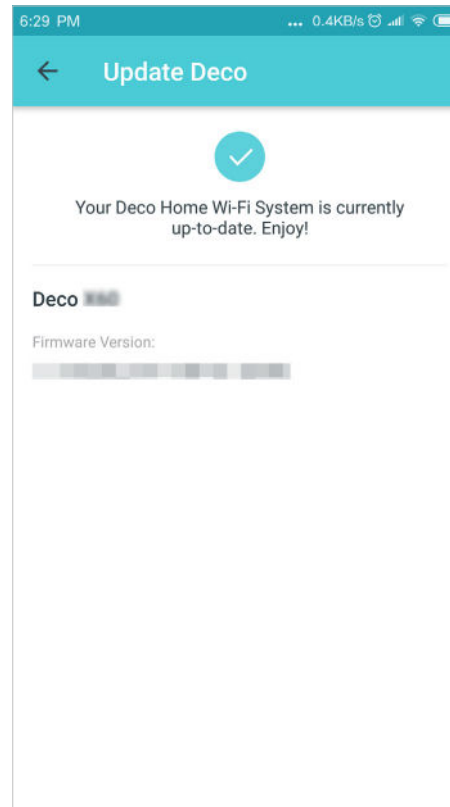 6:29 PM ... 0.4KB/s
Update Deco
Your Deco Home Wi-Fi System is currently
up-to-date. Enjoy!
Deco
Firmware Version: